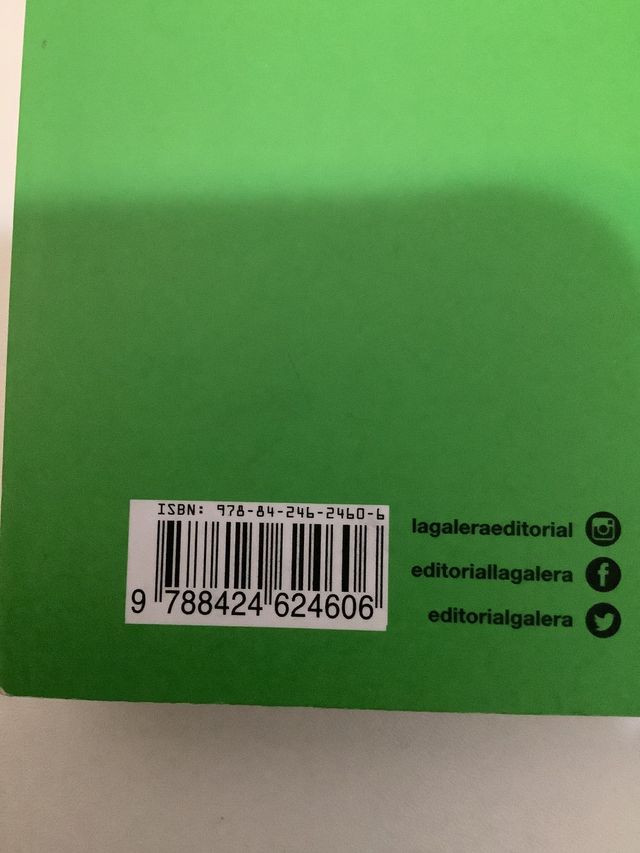 ISBN: 978-84-246-2460-6
9 788424 624606
lagaleraeditorial
editoriallagalera
editorialgalera